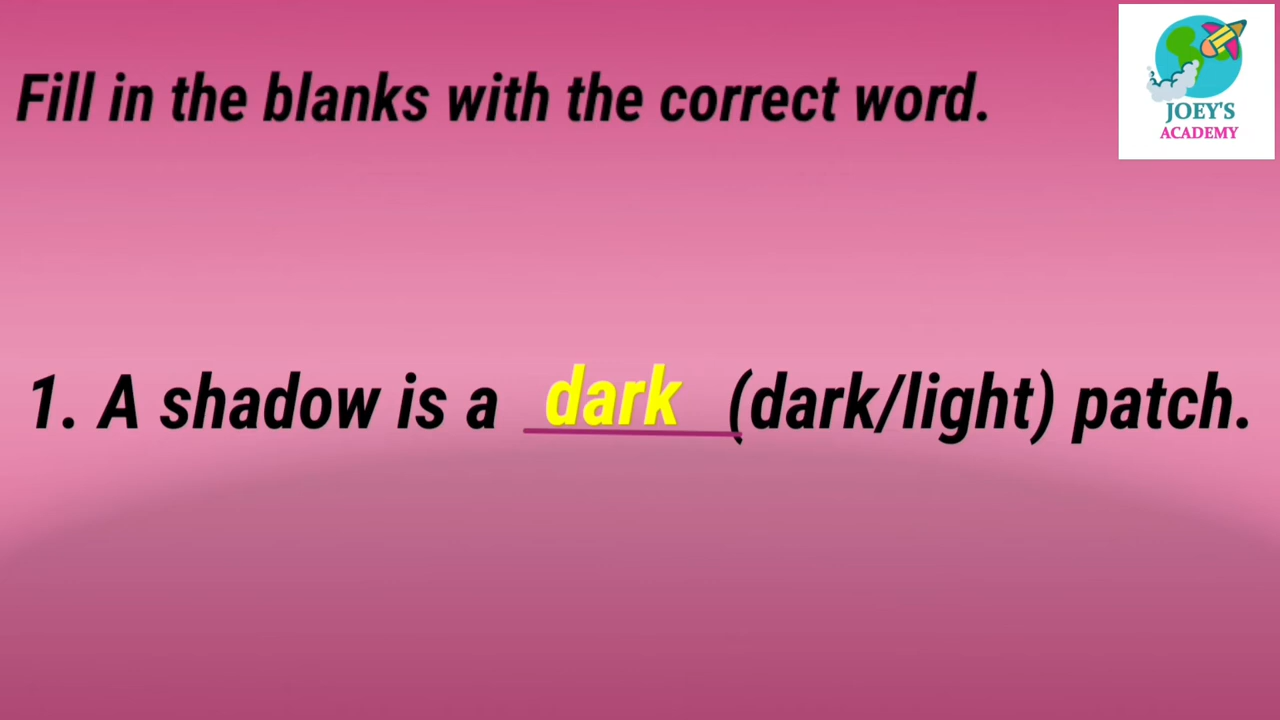 Fill in the blanks with the correct word.
JOEY'S
ACADEMY
1. A shadow is a dark (dark/light) patch.